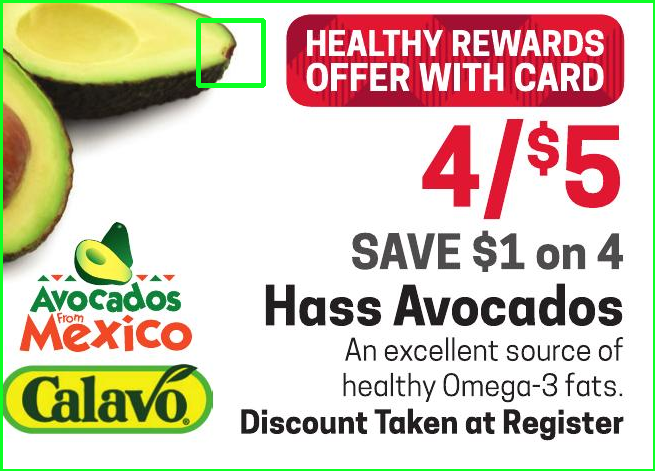 HEALTHY REWARDS
OFFER WITH CARD
4/$5
SAVE $1 on 4
Hass Avocados
An excellent source of
healthy Omega-3 fats.
Discount Taken at Register
Avocados
From
Mexico
Calavo®